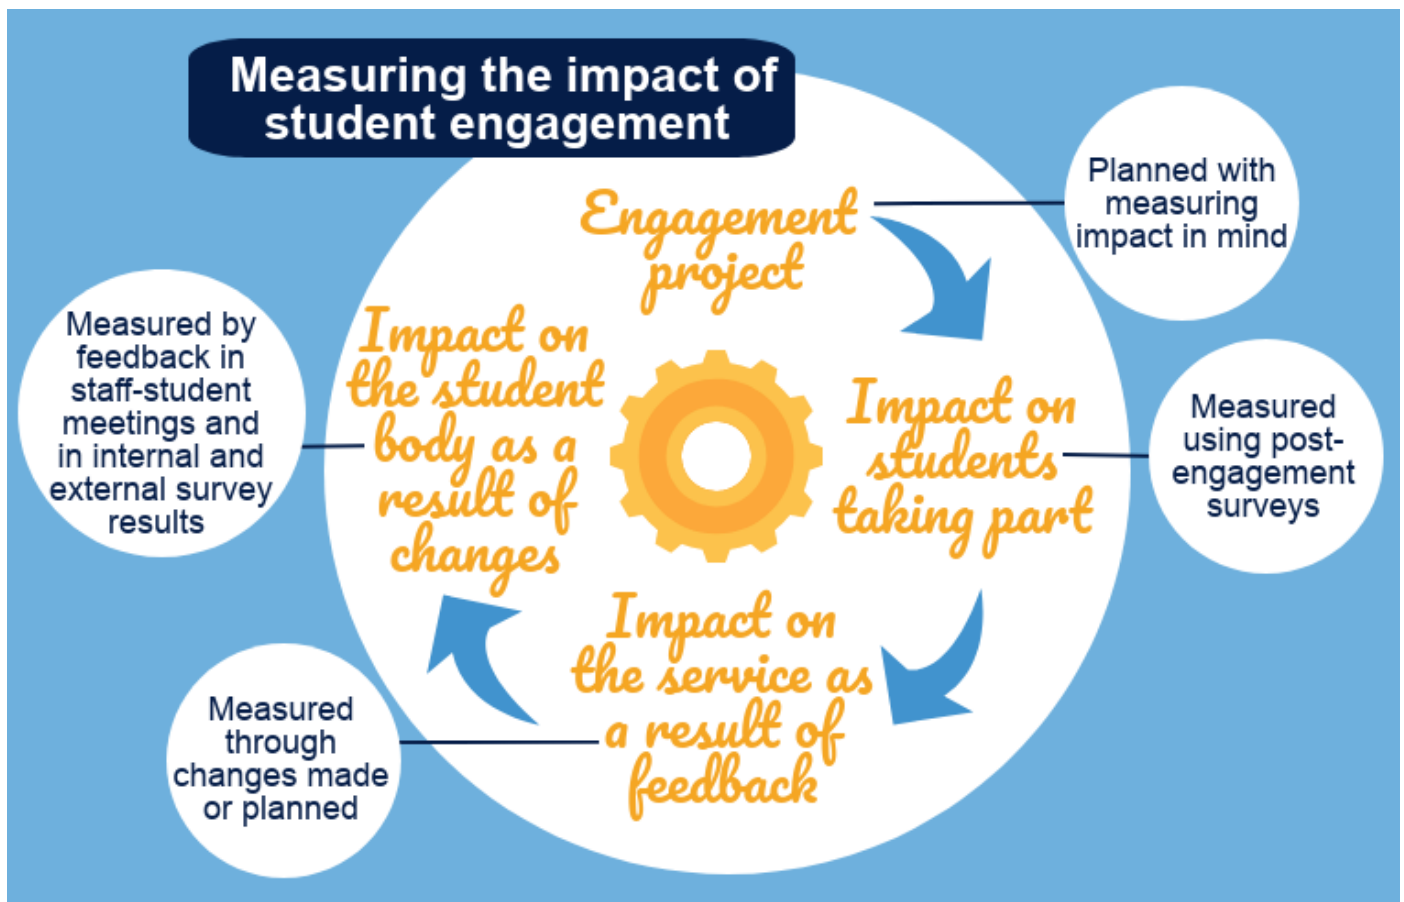 Measuring the impact of
student engagement
Engagement
project
Planned with
measuring
impact in mind
Impact on
students
taking part
Measured
using post-
engagement
surveys
Impact on
the service as
a result of
feedback
Measured
through
changes made
or planned
Impact on
the student
body as a
result of
changes
Measured by
feedback in
staff-student
meetings and
in internal and
external survey
results